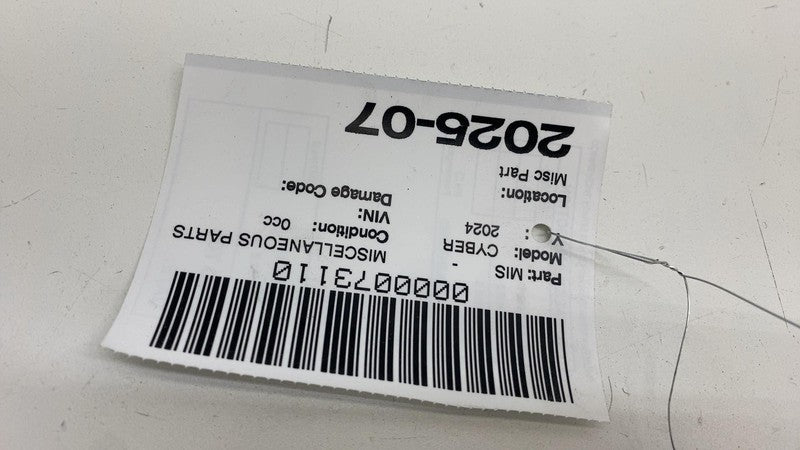 0000073110
Part: MIS - MISCELLANEOUS PARTS
Model: CYBER Condition: 0cc
Y : 2024 VIN:
Damage Code:
Location:
Misc Part
2025-07